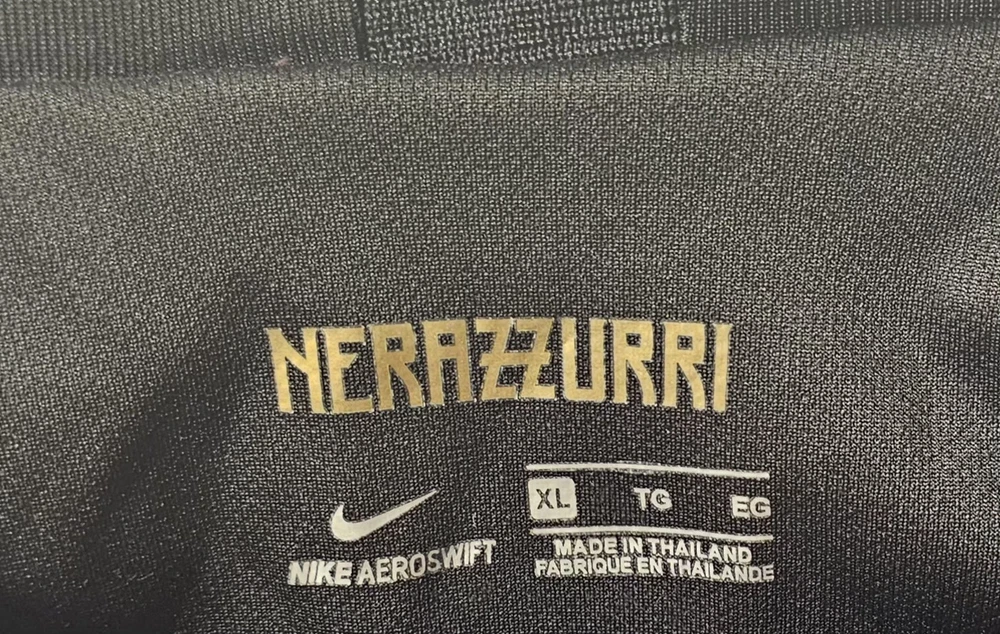 NERAZZURRI
XL TG EG
NIKE AEROSWIFT
MADE IN THAILAND
FABRIQUE EN THAILANDE